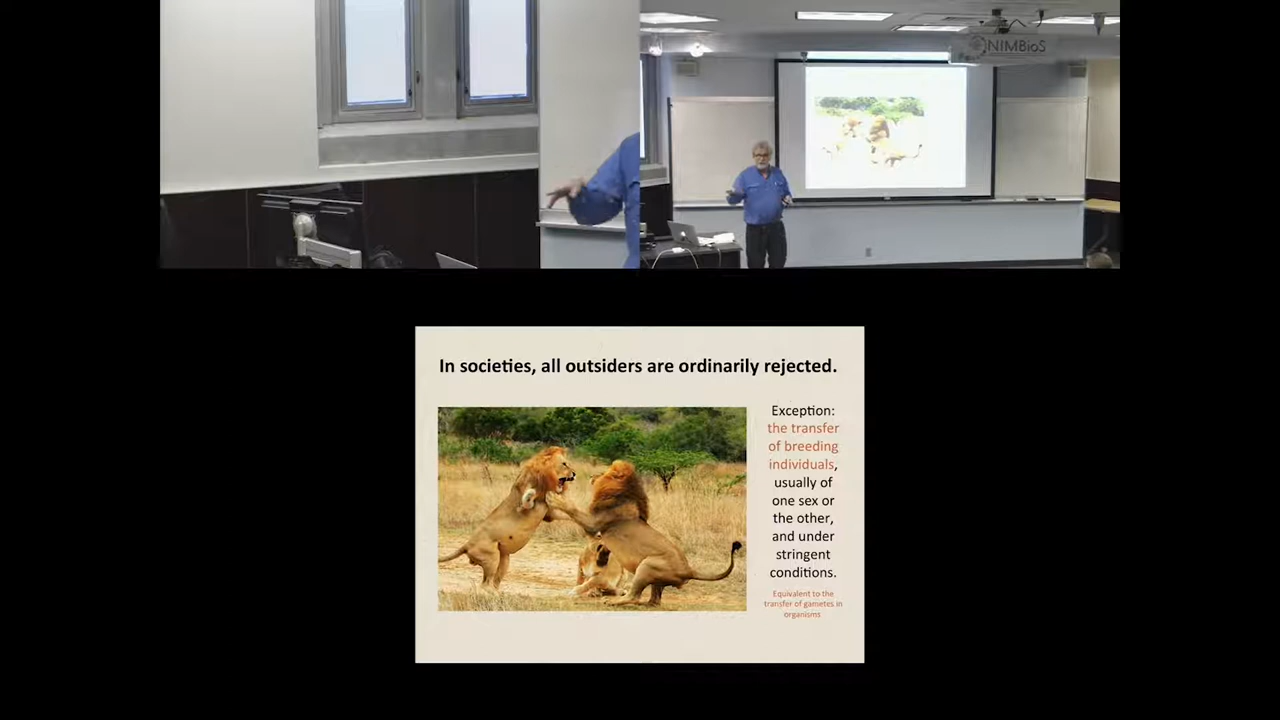 NIMBioS
In societies, all outsiders are ordinarily rejected.
Exception:
the transfer
of breeding
individuals,
usually of
one sex or
the other,
and under
stringent
conditions.
Equivalent to the
transfer of gametes in
organisms